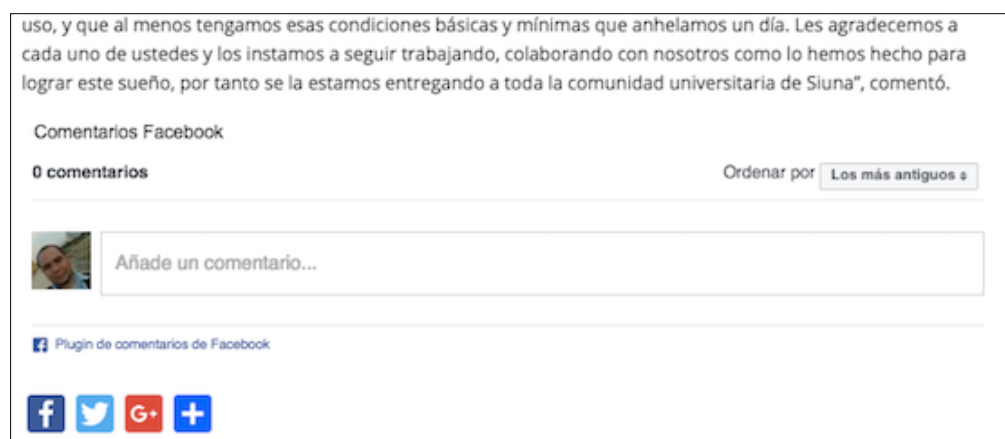 uso, y que al menos tengamos esas condiciones básicas y mínimas que anhelamos un día. Les agradecemos a
cada uno de ustedes y los instamos a seguir trabajando, colaborando con nosotros como lo hemos hecho para
lograr este sueño, por tanto se la estamos entregando a toda la comunidad universitaria de Siuna”, comentó.
Comentarios Facebook
0 comentarios
Ordenar por Los más antiguos
Añade un comentario...
Plugin de comentarios de Facebook
f G+